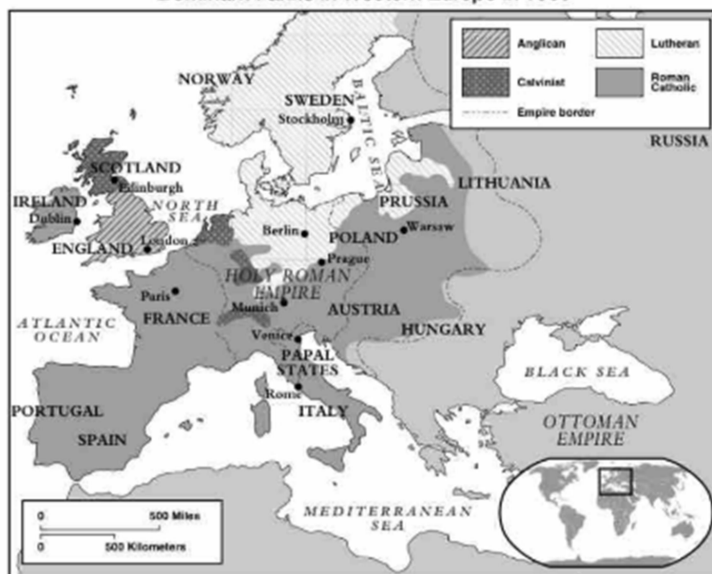 Anglican
Lutheran
Calvinist
Roman
Catholic
Empire border
NORWAY
SWEDEN
Stockholm
BALTIC SEA
RUSSIA
SCOTLAND
Edinburgh
LITHUANIA
IRELAND
NORTH
SEA
PRUSSIA
Dublin
Berlin
POLAND
Warsaw
ENGLAND
London
Prague
HOLY ROMAN
EMPIRE
Paris
Munich
AUSTRIA
FRANCE
HUNGARY
ATLANTIC
OCEAN
Venice
PAPAL
STATES
BLACK SEA
Rome
ITALY
PORTUGAL
SPAIN
OTTOMAN
EMPIRE
MEDITERRANEAN
SEA
0 500 Miles
0 500 Kilometers